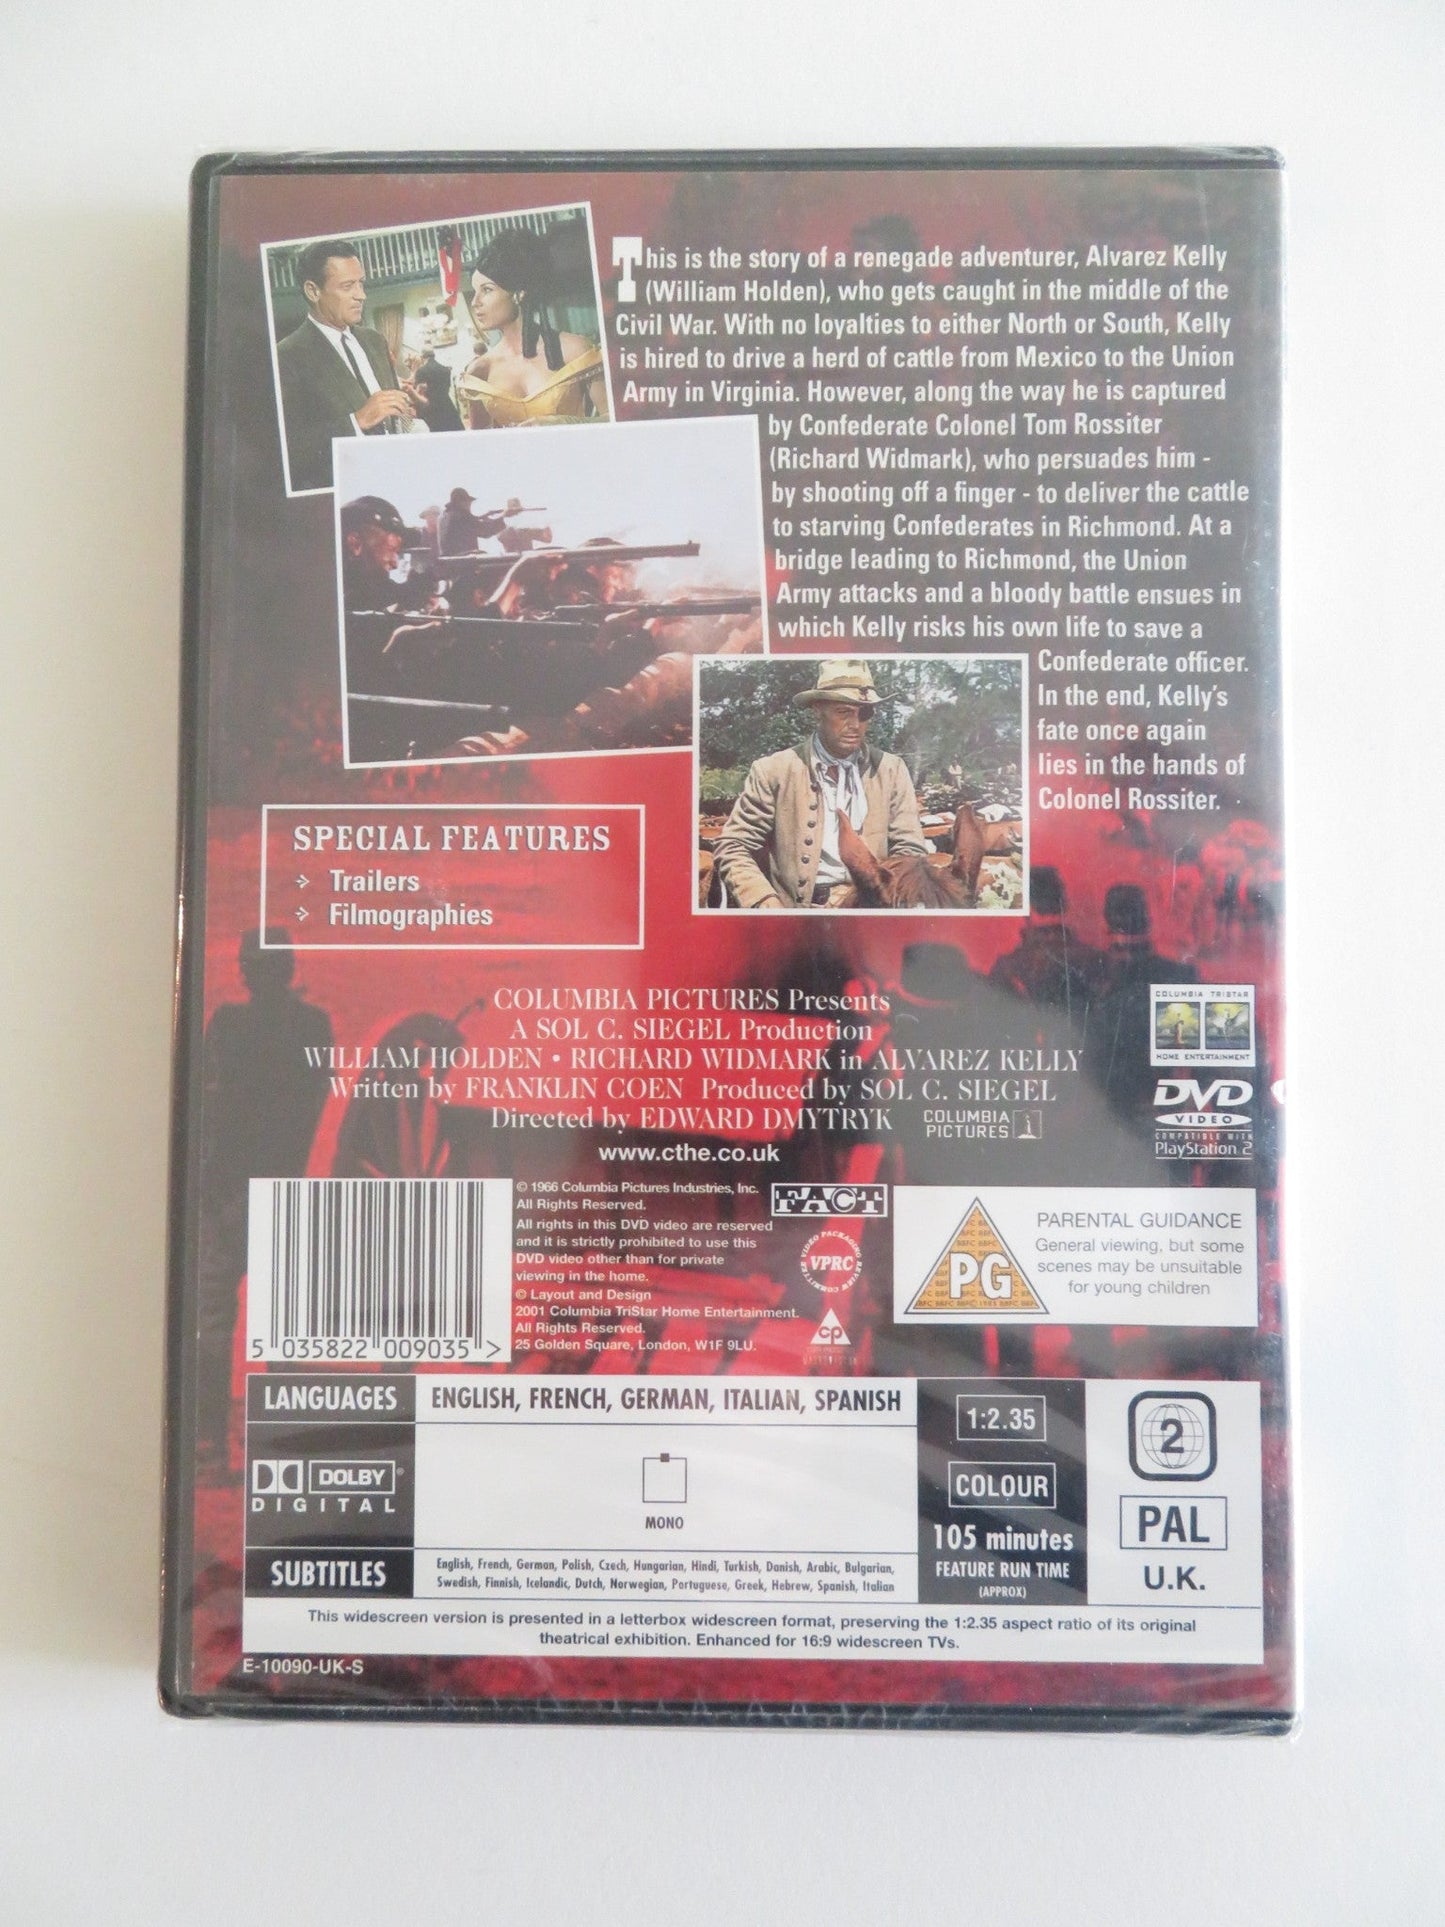 This is the story of a renegade adventurer, Alvarez Kelly
(William Holden), who gets caught in the middle of the
Civil War. With no loyalties to either North or South, Kelly
is hired to drive a herd of cattle from Mexico to the Union
Army in Virginia. However, along the way he is captured
by Confederate Colonel Tom Rossiter
(Richard Widmark), who persuades him -
by shooting off a finger - to deliver the cattle
to starving Confederates in Richmond. At a
bridge leading to Richmond, the Union
Army attacks and a bloody battle ensues in
which Kelly risks his own life to save a
Confederate officer.
In the end, Kelly's
fate once again
lies in the hands of
Colonel Rossiter.
SPECIAL FEATURES
Trailers
Filmographies
COLUMBIA PICTURES Presents
A SOL C. SIEGEL Production
WILLIAM HOLDEN • RICHARD WIDMARK in ALVAREZ KELLY
Written by FRANKLIN COEN Produced by SOL C. SIEGEL
Directed by EDWARD DMYTRYK
COLUMBIA
PICTURES
www.cthe.co.uk
COLUMBIA TRISTAR
HOME ENTERTAINMENT
DVD
VIDEO
COMPATIBLE WITH
PlayStation 2
© 1966 Columbia Pictures Industries, Inc.
All Rights Reserved.
All rights in this DVD video are reserved
and it is strictly prohibited to use this
DVD video other than for private
viewing in the home.
© Layout and Design
2001 Columbia TriStar Home Entertainment.
All Rights Reserved.
25 Golden Square, London, W1F 9LU.
FACT
VIDEO PACKAGING REVIEW COMMITTEE
VPRC
cp
PG
PARENTAL GUIDANCE
General viewing, but some
scenes may be unsuitable
for young children
5 035822 009035 >
LANGUAGES
ENGLISH, FRENCH, GERMAN, ITALIAN, SPANISH
DOLBY
DIGITAL
MONO
SUBTITLES
English, French, German, Polish, Czech, Hungarian, Hindi, Turkish, Danish, Arabic, Bulgarian,
Swedish, Finnish, Icelandic, Dutch, Norwegian, Portuguese, Greek, Hebrew, Spanish, Italian
1:2.35
COLOUR
105 minutes
FEATURE RUN TIME
(APPROX)
2
PAL
U.K.
This widescreen version is presented in a letterbox widescreen format, preserving the 1:2.35 aspect ratio of its original
theatrical exhibition. Enhanced for 16:9 widescreen TVs.
E-10090-UK-S